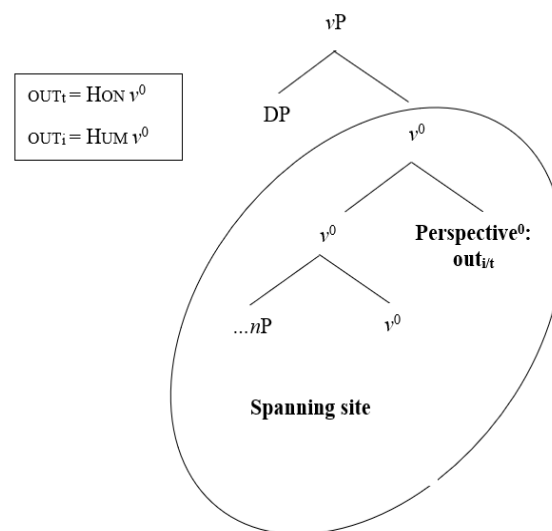 vP
OUTt = HON v⁰
OUTi = HUM v⁰
DP
v⁰
v⁰
Perspective⁰:
outi/t
...nP
v⁰
Spanning site